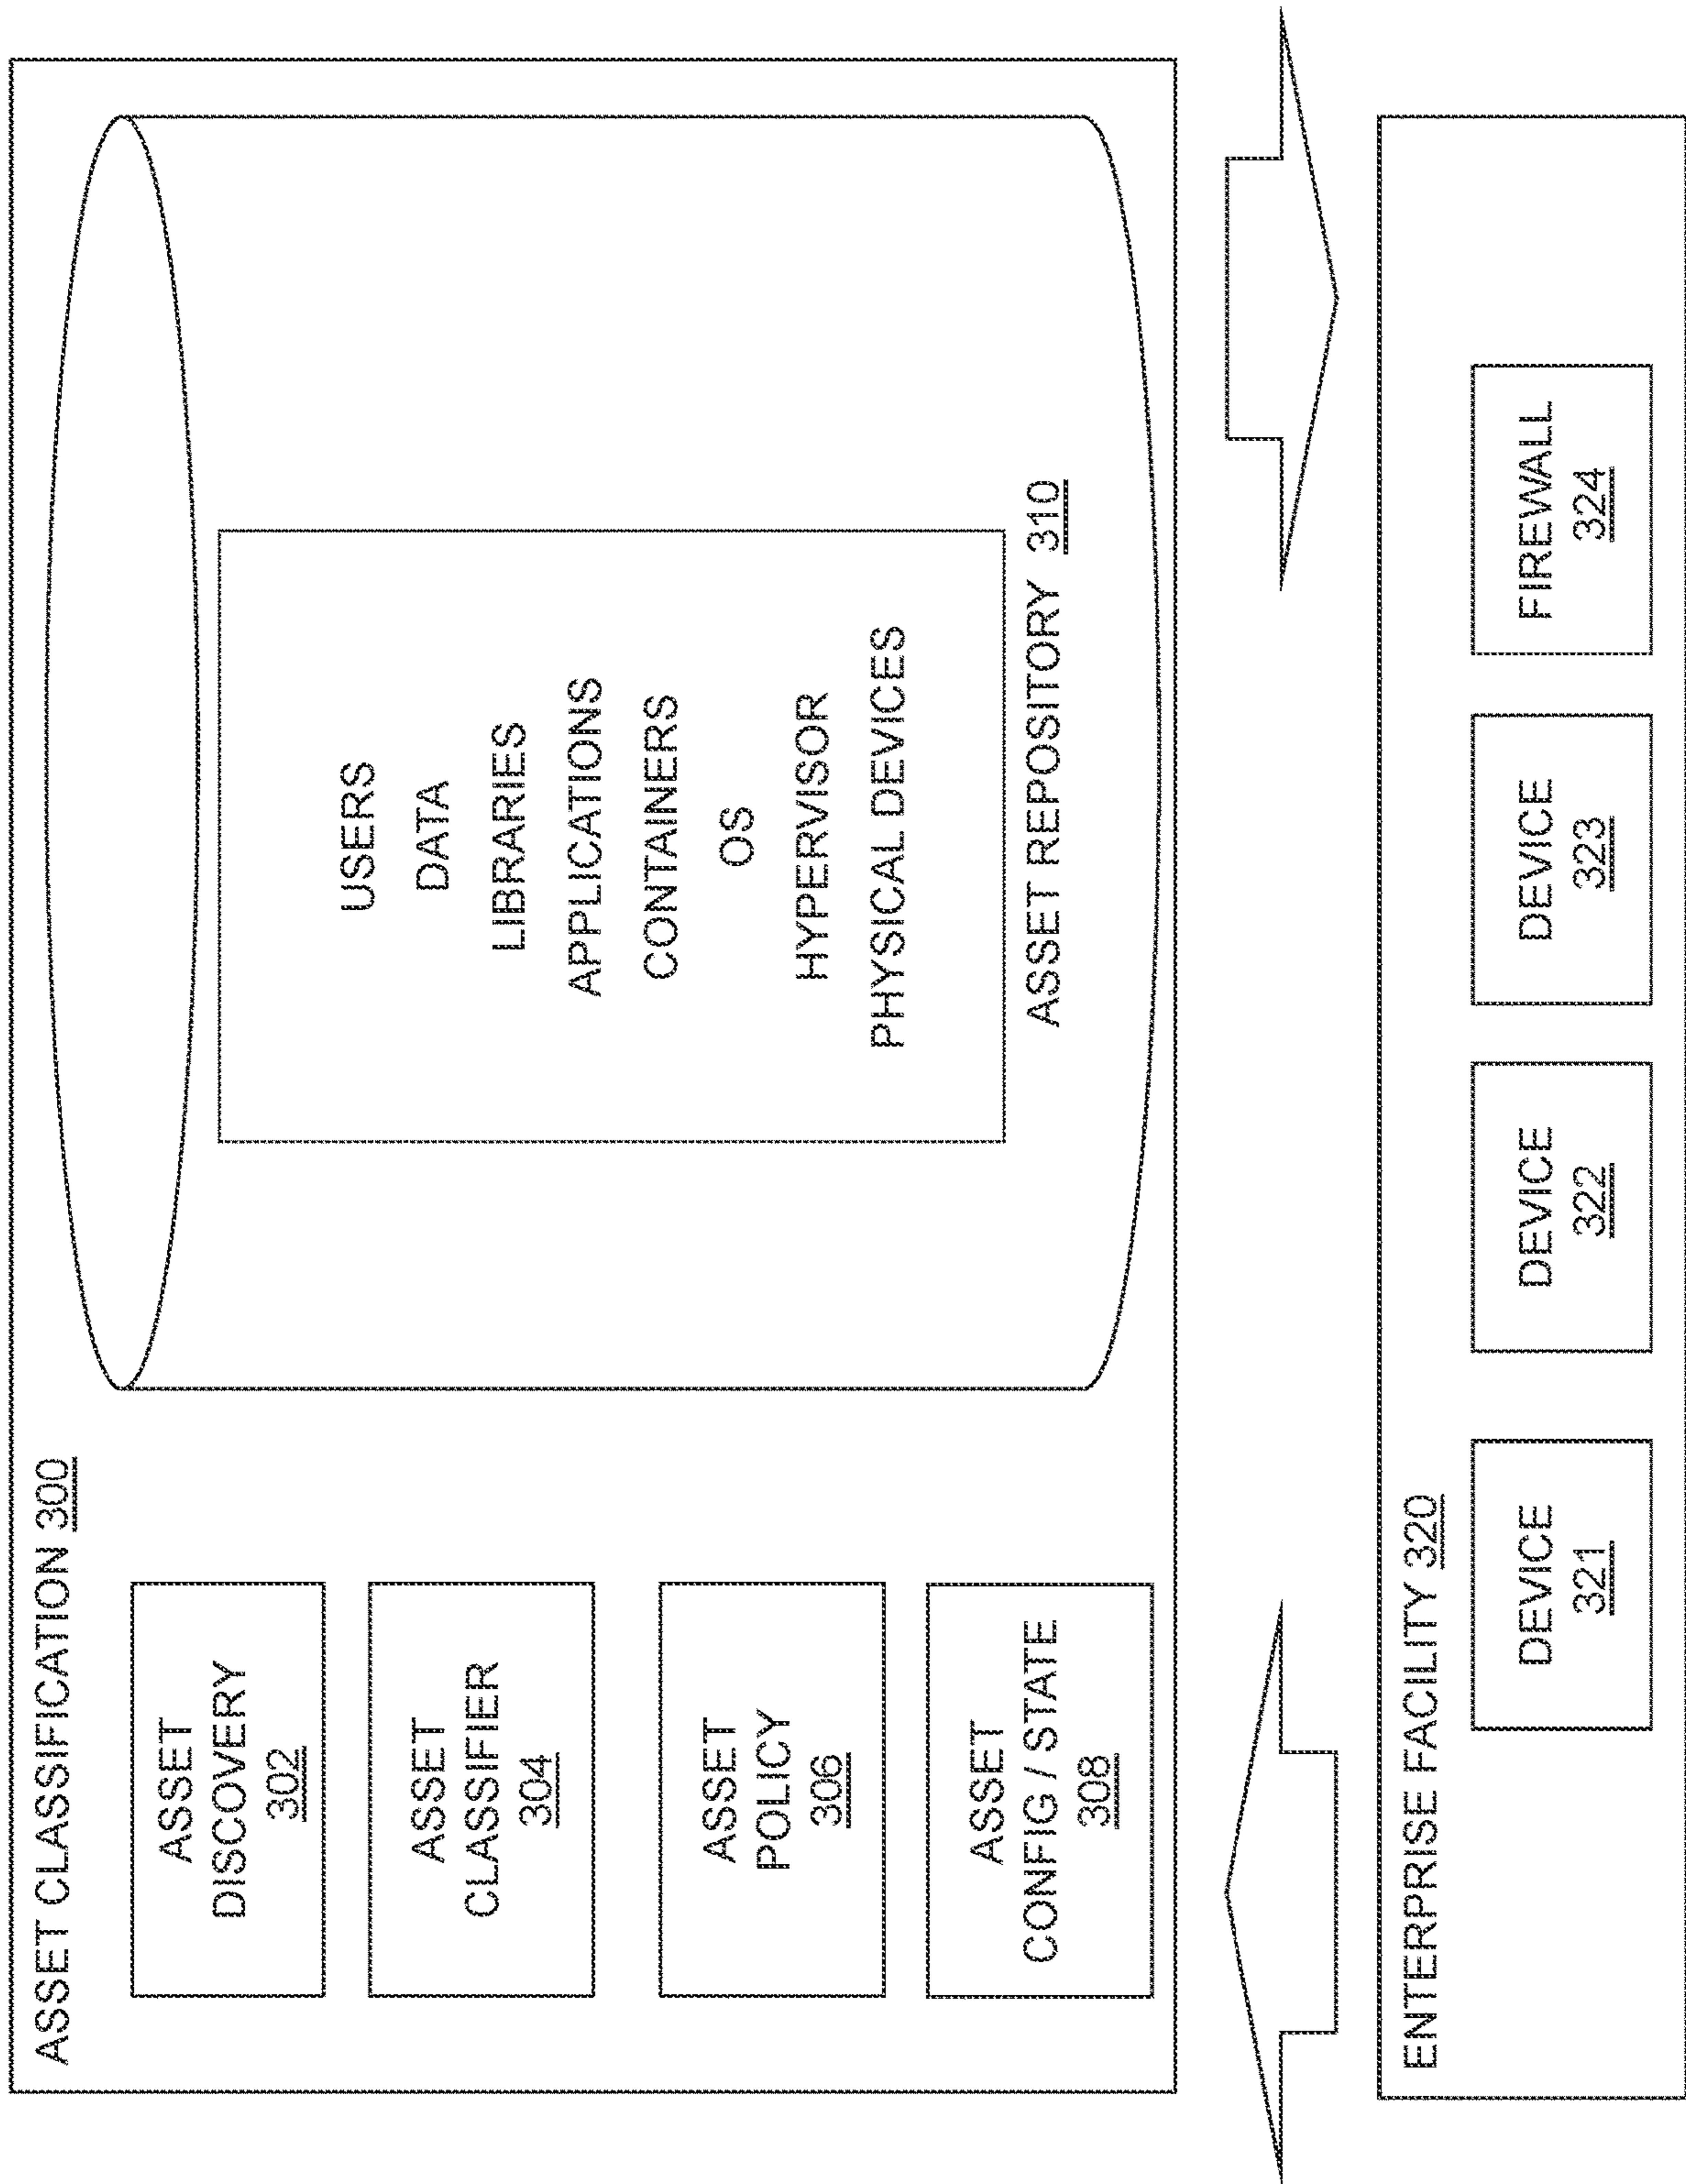 ASSET CLASSIFICATION 300
ASSET
DISCOVERY
302
ASSET
CLASSIFIER
304
ASSET
POLICY
306
ASSET
CONFIG / STATE
308
USERS
DATA
LIBRARIES
APPLICATIONS
CONTAINERS
OS
HYPERVISOR
PHYSICAL DEVICES
ASSET REPOSITORY 310
ENTERPRISE FACILITY 320
DEVICE
321
DEVICE
322
DEVICE
323
FIREWALL
324